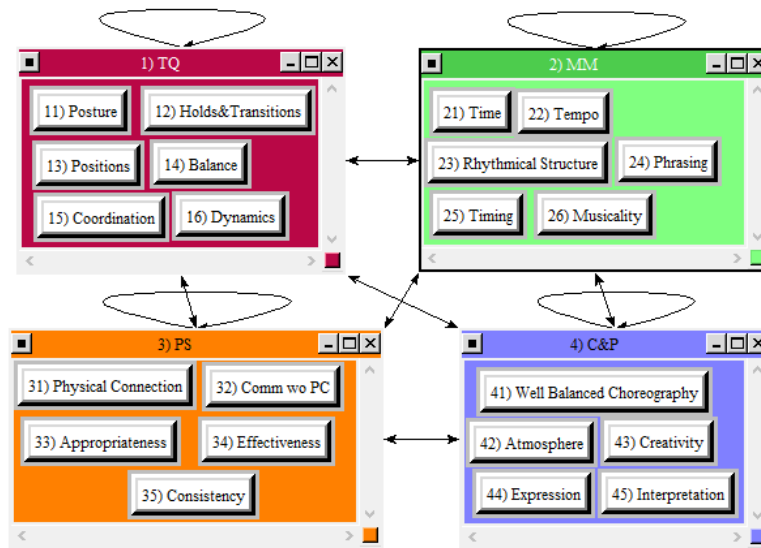 1) TQ
11) Posture
12) Holds&Transitions
13) Positions
14) Balance
15) Coordination
16) Dynamics
2) MM
21) Time
22) Tempo
23) Rhythmical Structure
24) Phrasing
25) Timing
26) Musicality
3) PS
31) Physical Connection
32) Comm wo PC
33) Appropriateness
34) Effectiveness
35) Consistency
4) C&P
41) Well Balanced Choreography
42) Atmosphere
43) Creativity
44) Expression
45) Interpretation